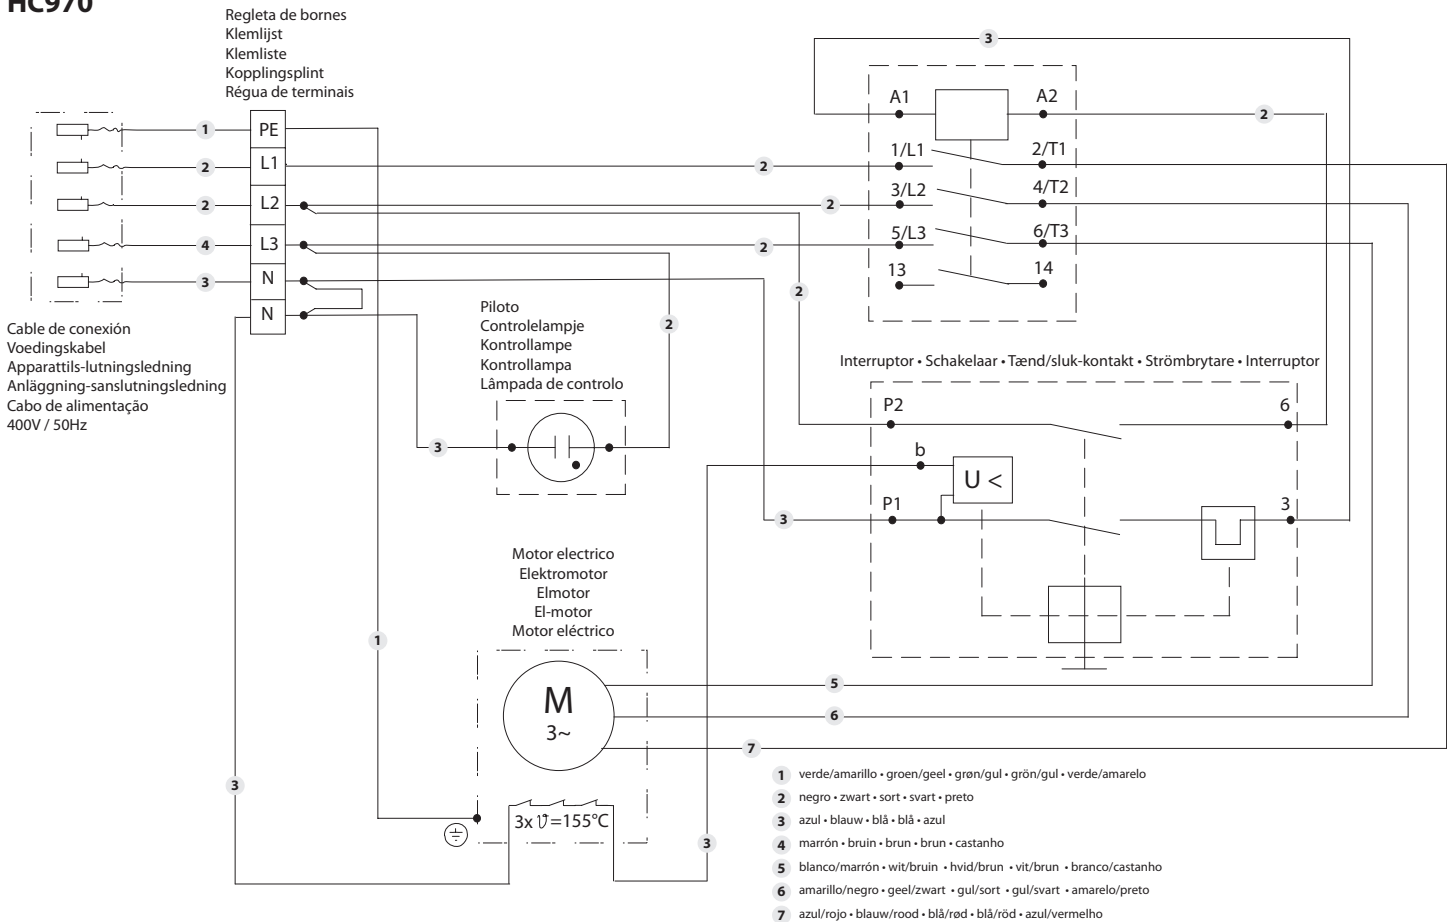 HC970
Regleta de bornes
Klemlijst
Klemliste
Kopplingsplint
Régua de terminais
PE
L1
L2
L3
N
N
1
2
2
4
3
Cable de conexión
Voedingskabel
Apparattils-lutningsledning
Anläggning-sanslutningsledning
Cabo de alimentação
400V / 50Hz
3
A1
A2
2
1/L1
2/T1
2
3/L2
4/T2
2
5/L3
6/T3
2
13
14
2
Piloto
Controlelampje
Kontrollampe
Kontrollampa
Lâmpada de controlo
2
3
Interruptor • Schakelaar • Tænd/sluk-kontakt • Strömbrytare • Interruptor
P2
6
b
U <
P1
3
3
Motor electrico
Elektromotor
Elmotor
El-motor
Motor eléctrico
1
M
3~
5
6
7
3
3x ϑ=155°C
3
1 verde/amarillo • groen/geel • grøn/gul • grön/gul • verde/amarelo
2 negro • zwart • sort • svart • preto
3 azul • blauw • blå • blå • azul
4 marrón • bruin • brun • brun • castanho
5 blanco/marrón • wit/bruin • hvid/brun • vit/brun • branco/castanho
6 amarillo/negro • geel/zwart • gul/sort • gul/svart • amarelo/preto
7 azul/rojo • blauw/rood • blå/rød • blå/röd • azul/vermelho